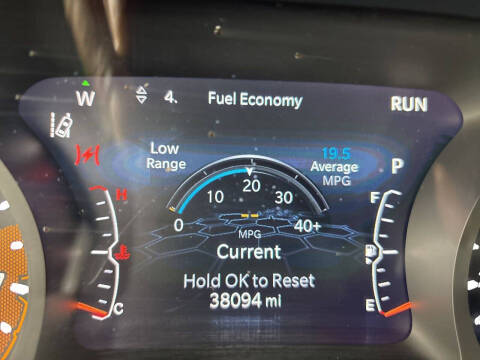 W 4. Fuel Economy RUN
Low Range
19.5
Average
MPG
P
H
F
0 10 20 30 40+
MPG
Current
C
E
Hold OK to Reset
38094 mi